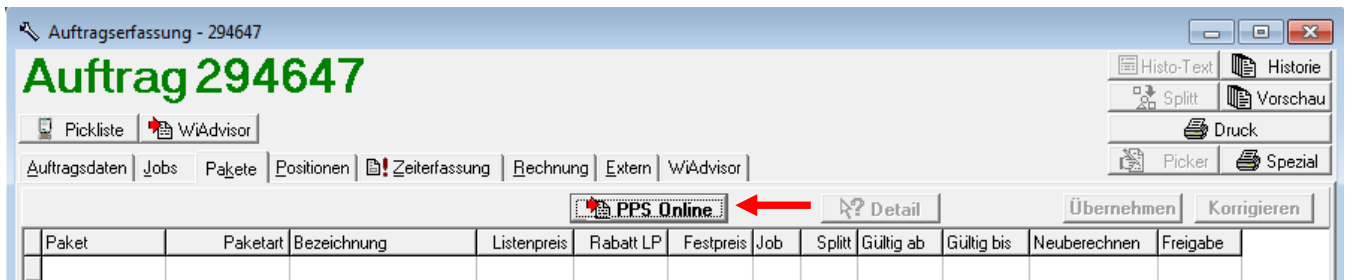 Auftragserfassung - 294647
Auftrag 294647
Histo-Text Historie
Splitt Vorschau
Pickliste WiAdvisor Druck
Auftragsdaten Jobs Pakete Positionen Zeiterfassung Rechnung Extern WiAdvisor Picker Spezial
PPS Online Detail Übernehmen Korrigieren
Paket Paketart Bezeichnung Listenpreis Rabatt LP Festpreis Job Splitt Gültig ab Gültig bis Neuberechnen Freigabe